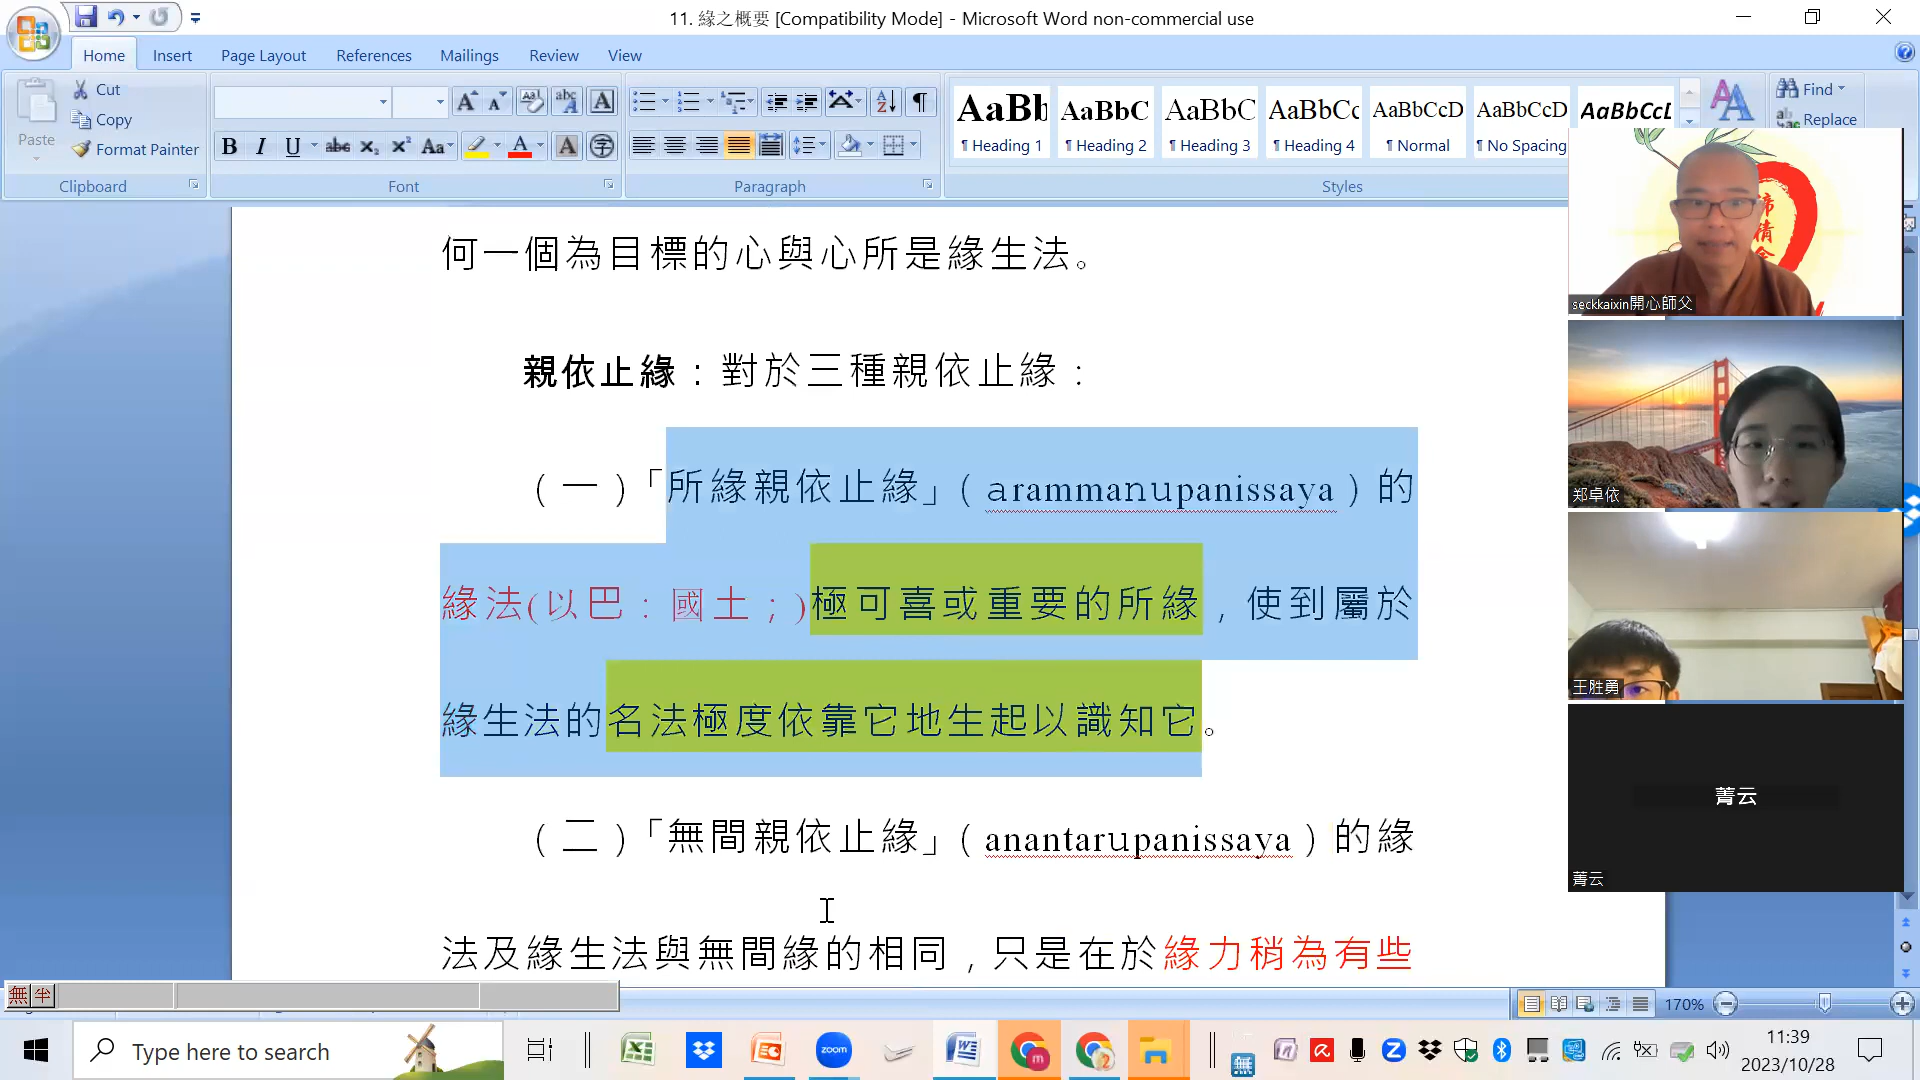 11. 緣之概要 [Compatibility Mode] - Microsoft Word non-commercial use
Home Insert Page Layout References Mailings Review View
Paste
Cut
Copy
Format Painter
Clipboard
Font
Paragraph
AaBb AaBbC AaBbC AaBbCc AaBbCcD AaBbCcD AaBbCcL
¶ Heading 1 ¶ Heading 2 ¶ Heading 3 ¶ Heading 4 ¶ Normal ¶ No Spacing
Styles
Find
Replace
何一個為目標的心與心所是緣生法。
親依止緣：對於三種親依止緣：
（一）「所緣親依止緣」（arammanupanissaya）的
緣法(以巴：國土；)極可喜或重要的所緣，使到屬於
緣生法的名法極度依靠它地生起以識知它。
（二）「無間親依止緣」（anantarupanissaya）的緣
法及緣生法與無間緣的相同，只是在於緣力稍為有些
seckkaixin開心師父
郑卓依
王胜勇
菁云
菁云
無 半
170%
Type here to search
zoom
11:39
2023/10/28